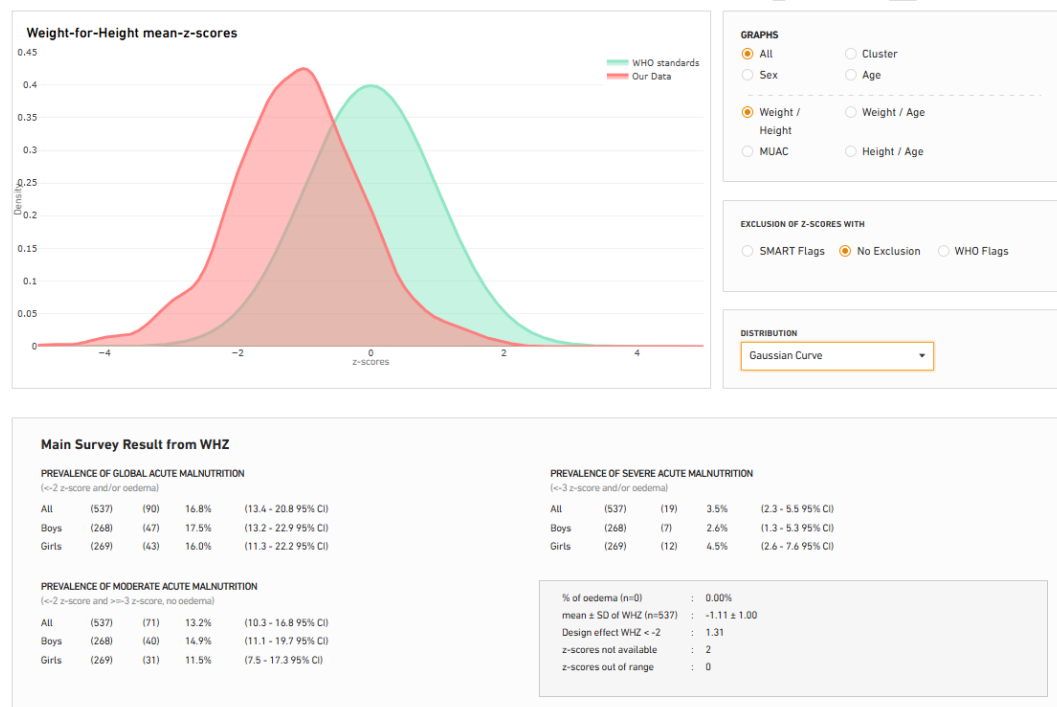 Weight-for-Height mean-z-scores
0.45
0.4
0.35
0.3
0.25
0.2
0.15
0.1
0.05
0
Density
−4
−2
0
2
4
z-scores
WHO standards
Our Data
GRAPHS
All Cluster
Sex Age
Weight / Height Weight / Age
MUAC Height / Age
EXCLUSION OF Z-SCORES WITH
SMART Flags No Exclusion WHO Flags
DISTRIBUTION
Gaussian Curve
Main Survey Result from WHZ
PREVALENCE OF GLOBAL ACUTE MALNUTRITION
(<-2 z-score and/or oedema)
All (537) (90) 16.8% (13.4 - 20.8 95% CI)
Boys (268) (47) 17.5% (13.2 - 22.9 95% CI)
Girls (269) (43) 16.0% (11.3 - 22.2 95% CI)
PREVALENCE OF MODERATE ACUTE MALNUTRITION
(<-2 z-score and >=-3 z-score, no oedema)
All (537) (71) 13.2% (10.3 - 16.8 95% CI)
Boys (268) (40) 14.9% (11.1 - 19.7 95% CI)
Girls (269) (31) 11.5% (7.5 - 17.3 95% CI)
PREVALENCE OF SEVERE ACUTE MALNUTRITION
(<-3 z-score and/or oedema)
All (537) (19) 3.5% (2.3 - 5.5 95% CI)
Boys (268) (7) 2.6% (1.3 - 5.3 95% CI)
Girls (269) (12) 4.5% (2.6 - 7.6 95% CI)
% of oedema (n=0) : 0.00%
mean ± SD of WHZ (n=537) : -1.11 ± 1.00
Design effect WHZ < -2 : 1.31
z-scores not available : 2
z-scores out of range : 0